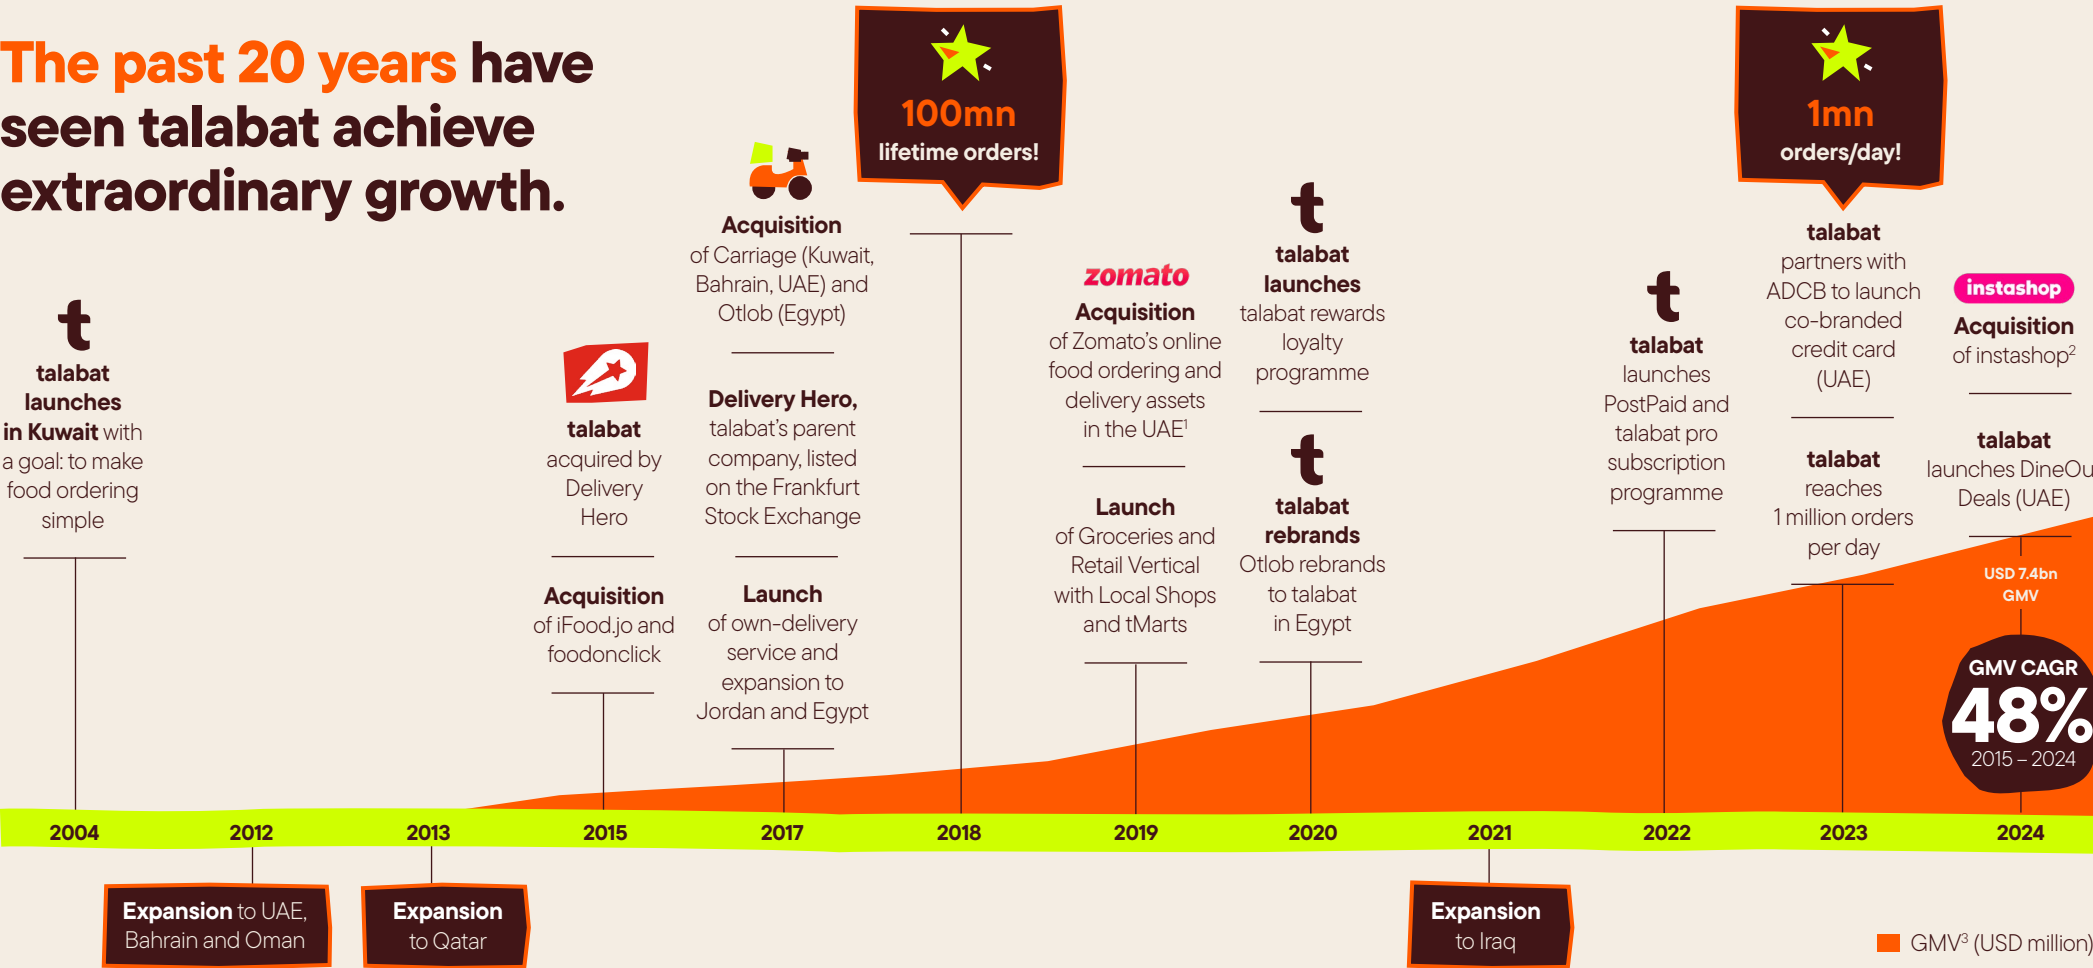 The past 20 years have
seen talabat achieve
extraordinary growth.
t
talabat
launches
in Kuwait with
a goal: to make
food ordering
simple
talabat
acquired by
Delivery
Hero
Acquisition
of iFood.jo and
foodonclick
Acquisition
of Carriage (Kuwait,
Bahrain, UAE) and
Otlob (Egypt)
Delivery Hero,
talabat's parent
company, listed
on the Frankfurt
Stock Exchange
Launch
of own-delivery
service and
expansion to
Jordan and Egypt
100mn
lifetime orders!
zomato
Acquisition
of Zomato's online
food ordering and
delivery assets
in the UAE¹
Launch
of Groceries and
Retail Vertical
with Local Shops
and tMarts
t
talabat
launches
talabat rewards
loyalty
programme
t
talabat
rebrands
Otlob rebrands
to talabat
in Egypt
t
talabat
launches
PostPaid and
talabat pro
subscription
programme
1mn
orders/day!
talabat
partners with
ADCB to launch
co-branded
credit card
(UAE)
talabat
reaches
1 million orders
per day
instashop
Acquisition
of instashop²
talabat
launches DineOu
Deals (UAE)
USD 7.4bn
GMV
GMV CAGR
48%
2015 – 2024
2004
2012
2013
2015
2017
2018
2019
2020
2021
2022
2023
2024
Expansion to UAE,
Bahrain and Oman
Expansion
to Qatar
Expansion
to Iraq
GMV³ (USD million)